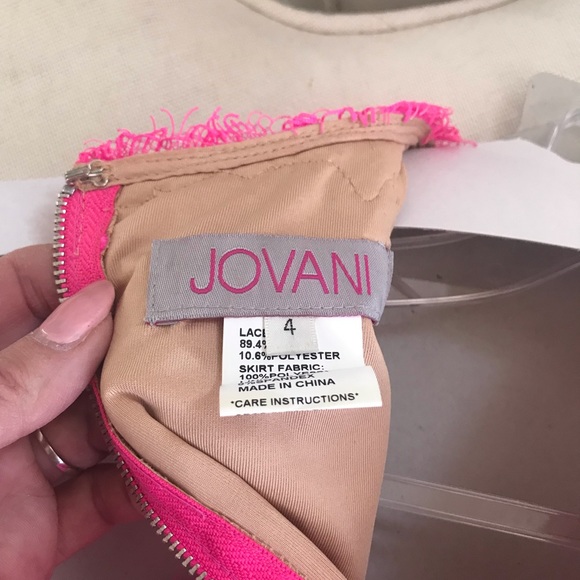 JOVANI
4
LACE
89.4%
10.6% POLYESTER
SKIRT FABRIC:
MADE IN CHINA
*CARE INSTRUCTIONS*